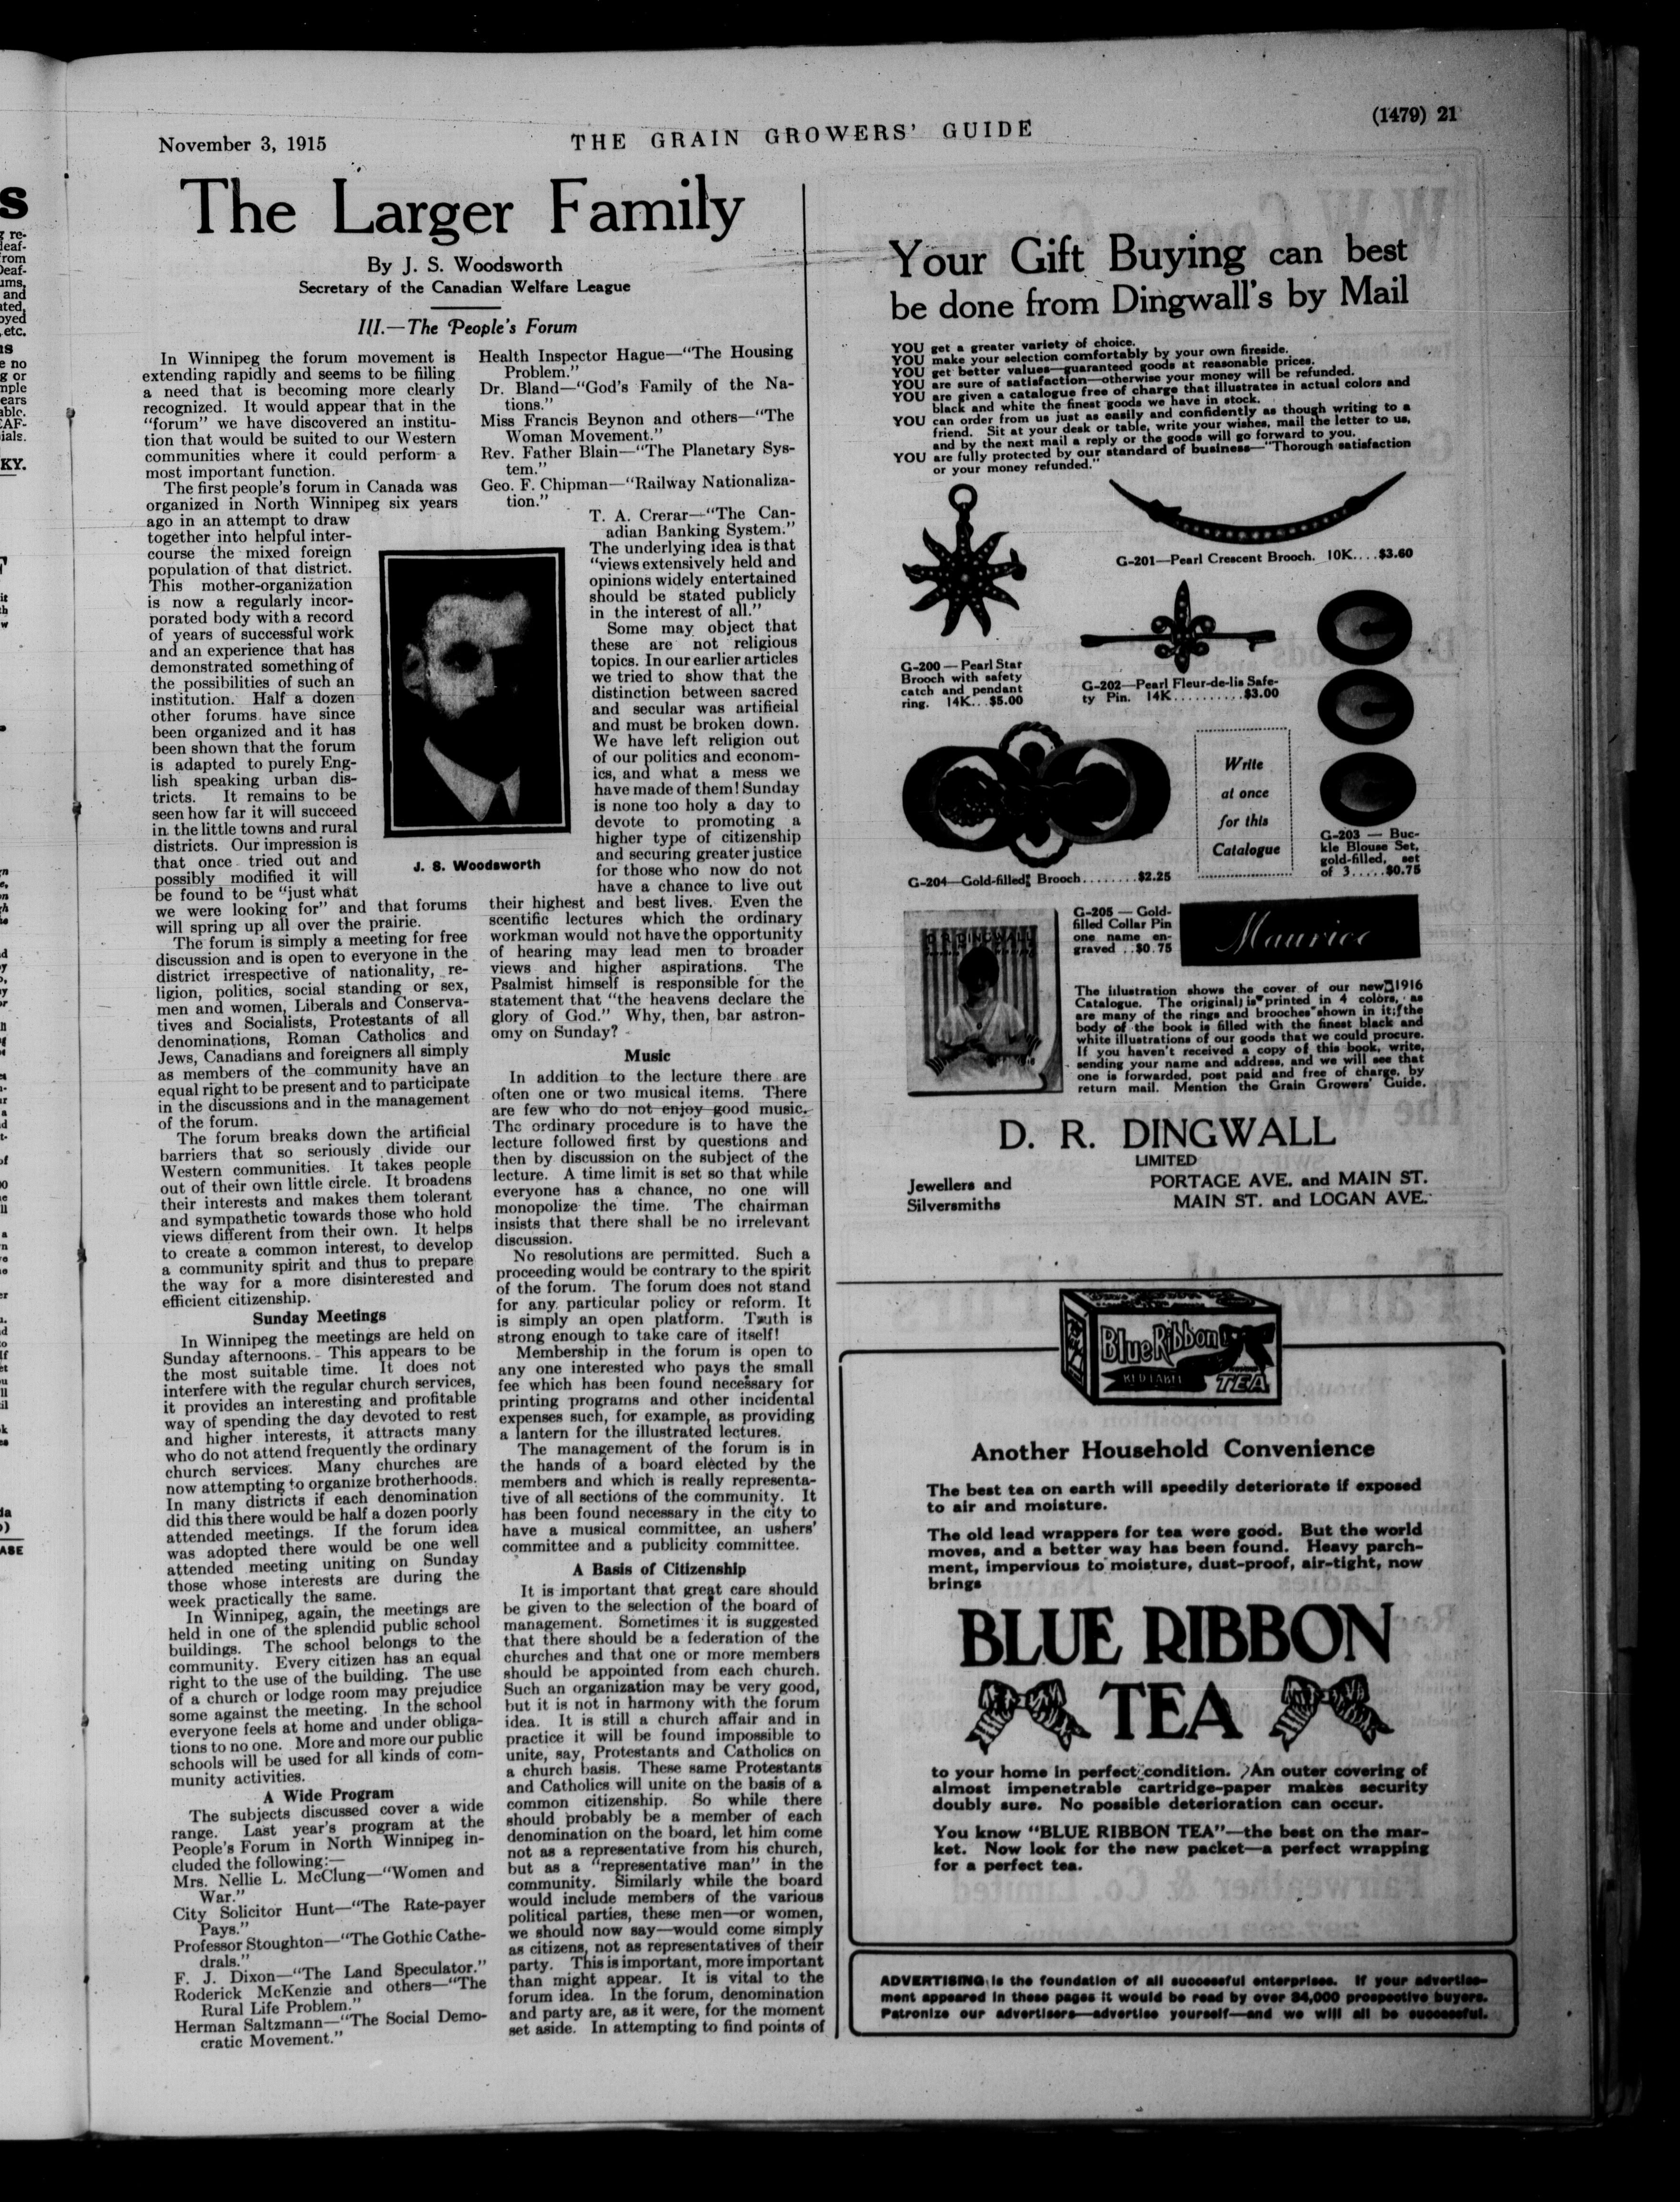 November 3, 1915
THE GRAIN GROWERS' GUIDE
(1479) 21
The Larger Family
By J. S. Woodsworth
Secretary of the Canadian Welfare League
III.—The People's Forum
In Winnipeg the forum movement is
extending rapidly and seems to be filling
a need that is becoming more clearly
recognized. It would appear that in the
"forum" we have discovered an institu-
tion that would be suited to our Western
communities where it could perform a
most important function.
The first people's forum in Canada was
organized in North Winnipeg six years
ago in an attempt to draw
together into helpful inter-
course the mixed foreign
population of that district.
This mother-organization
is now a regularly incor-
porated body with a record
of years of successful work
and an experience that has
demonstrated something of
the possibilities of such an
institution. Half a dozen
other forums have since
been organized and it has
been shown that the forum
is adapted to purely Eng-
lish speaking urban dis-
tricts. It remains to be
seen how far it will succeed
in the little towns and rural
districts. Our impression is
that once tried out and
possibly modified it will
be found to be "just what
we were looking for" and that forums
will spring up all over the prairie.
The forum is simply a meeting for free
discussion and is open to everyone in the
district irrespective of nationality, re-
ligion, politics, social standing or sex,
men and women, Liberals and Conserva-
tives and Socialists, Protestants of all
denominations, Roman Catholics and
Jews, Canadians and foreigners all simply
as members of the community have an
equal right to be present and to participate
in the discussions and in the management
of the forum.
The forum breaks down the artificial
barriers that so seriously divide our
Western communities. It takes people
out of their own little circle. It broadens
their interests and makes them tolerant
and sympathetic towards those who hold
views different from their own. It helps
to create a common interest, to develop
a community spirit and thus to prepare
the way for a more disinterested and
efficient citizenship.
Sunday Meetings
In Winnipeg the meetings are held on
Sunday afternoons. This appears to be
the most suitable time. It does not
interfere with the regular church services,
it provides an interesting and profitable
way of spending the day devoted to rest
and higher interests, it attracts many
who do not attend frequently the ordinary
church services. Many churches are
now attempting to organize brotherhoods.
In many districts if each denomination
did this there would be half a dozen poorly
attended meetings. If the forum idea
was adopted there would be one well
attended meeting uniting on Sunday
those whose interests are during the
week practically the same.
In Winnipeg, again, the meetings are
held in one of the splendid public school
buildings. The school belongs to the
community. Every citizen has an equal
right to the use of the building. The use
of a church or lodge room may prejudice
some against the meeting. In the school
everyone feels at home and under obliga-
tions to no one. More and more our public
schools will be used for all kinds of com-
munity activities.
A Wide Program
The subjects discussed cover a wide
range. Last year's program at the
People's Forum in North Winnipeg in-
cluded the following:—
Mrs. Nellie L. McClung—"Women and
War."
City Solicitor Hunt—"The Rate-payer
Pays."
Professor Stoughton—"The Gothic Cathe-
drals."
F. J. Dixon—"The Land Speculator."
Roderick McKenzie and others—"The
Rural Life Problem."
Herman Saltzmann—"The Social Demo-
cratic Movement."
Health Inspector Hague—"The Housing
Problem."
Dr. Bland—"God's Family of the Na-
tions."
Miss Francis Beynon and others—"The
Woman Movement."
Rev. Father Blain—"The Planetary Sys-
tem."
Geo. F. Chipman—"Railway Nationaliza-
tion."
T. A. Crerar—"The Can-
adian Banking System."
The underlying idea is that
"views extensively held and
opinions widely entertained
should be stated publicly
in the interest of all."
Some may object that
these are not religious
topics. In our earlier articles
we tried to show that the
distinction between sacred
and secular was artificial
and must be broken down.
We have left religion out
of our politics and econom-
ics, and what a mess we
have made of them! Sunday
is none too holy a day to
devote to promoting a
higher type of citizenship
and securing greater justice
for those who now do not
have a chance to live out
their highest and best lives. Even the
scentific lectures which the ordinary
workman would not have the opportunity
of hearing may lead men to broader
views and higher aspirations. The
Psalmist himself is responsible for the
statement that "the heavens declare the
glory of God." Why, then, bar astron-
omy on Sunday?
J. S. Woodsworth
Music
In addition to the lecture there are
often one or two musical items. There
are few who do not enjoy good music.
The ordinary procedure is to have the
lecture followed first by questions and
then by discussion on the subject of the
lecture. A time limit is set so that while
everyone has a chance, no one will
monopolize the time. The chairman
insists that there shall be no irrelevant
discussion.
No resolutions are permitted. Such a
proceeding would be contrary to the spirit
of the forum. The forum does not stand
for any particular policy or reform. It
is simply an open platform. Truth is
strong enough to take care of itself!
Membership in the forum is open to
any one interested who pays the small
fee which has been found necessary for
printing programs and other incidental
expenses such, for example, as providing
a lantern for the illustrated lectures.
The management of the forum is in
the hands of a board elected by the
members and which is really representa-
tive of all sections of the community. It
has been found necessary in the city to
have a musical committee, an ushers'
committee and a publicity committee.
A Basis of Citizenship
It is important that great care should
be given to the selection of the board of
management. Sometimes it is suggested
that there should be a federation of the
churches and that one or more members
should be appointed from each church.
Such an organization may be very good,
but it is not in harmony with the forum
idea. It is still a church affair and in
practice it will be found impossible to
unite, say, Protestants and Catholics on
a church basis. These same Protestants
and Catholics will unite on the basis of a
common citizenship. So while there
should probably be a member of each
denomination on the board, let him come
not as a representative from his church,
but as a "representative man" in the
community. Similarly while the board
would include members of the various
political parties, these men—or women,
we should now say—would come simply
as citizens, not as representatives of their
party. This is important, more important
than might appear. It is vital to the
forum idea. In the forum, denomination
and party are, as it were, for the moment
set aside. In attempting to find points of
Your Gift Buying can best
be done from Dingwall's by Mail
YOU get a greater variety of choice.
YOU make your selection comfortably by your own fireside.
YOU get better values—guaranteed goods at reasonable prices.
YOU are sure of satisfaction—otherwise your money will be refunded.
YOU are given a catalogue free of charge that illustrates in actual colors and
black and white the finest goods we have in stock.
YOU can order from us just as easily and confidently as though writing to a
friend. Sit at your desk or table, write your wishes, mail the letter to us,
and by the next mail a reply or the goods will go forward to you.
YOU are fully protected by our standard of business—"Thorough satisfaction
or your money refunded."
G-201—Pearl Crescent Brooch. 10K....$3.60
G-200 — Pearl Star
Brooch with safety
catch and pendant
ring. 14K...$5.00
G-202—Pearl Fleur-de-lis Safe-
ty Pin. 14K..........$3.00
Write
at once
for this
Catalogue
G-203 — Buc-
kle Blouse Set,
gold-filled, set
of 3.....$0.75
G-204—Gold-filled Brooch........$2.25
G-205 — Gold-
filled Collar Pin
one name en-
graved ..$0.75
Maurice
D. R. DINGWALL
The illustration shows the cover of our new 1916
Catalogue. The original is printed in 4 colors, as
are many of the rings and brooches shown in it; the
body of the book is filled with the finest black and
white illustrations of our goods that we could procure.
If you haven't received a copy of this book, write,
sending your name and address, and we will see that
one is forwarded, post paid and free of charge, by
return mail. Mention the Grain Growers' Guide.
D. R. DINGWALL
LIMITED
Jewellers and
Silversmiths
PORTAGE AVE. and MAIN ST.
MAIN ST. and LOGAN AVE.
Blue Ribbon
RED LABEL
TEA
Another Household Convenience
The best tea on earth will speedily deteriorate if exposed
to air and moisture.
The old lead wrappers for tea were good. But the world
moves, and a better way has been found. Heavy parch-
ment, impervious to moisture, dust-proof, air-tight, now
brings
BLUE RIBBON
TEA
to your home in perfect condition. An outer covering of
almost impenetrable cartridge-paper makes security
doubly sure. No possible deterioration can occur.
You know "BLUE RIBBON TEA"—the best on the mar-
ket. Now look for the new packet—a perfect wrapping
for a perfect tea.
ADVERTISING is the foundation of all successful enterprises. If your advertise-
ment appeared in these pages it would be read by over 34,000 prospective buyers.
Patronize our advertisers—advertise yourself—and we will all be successful.